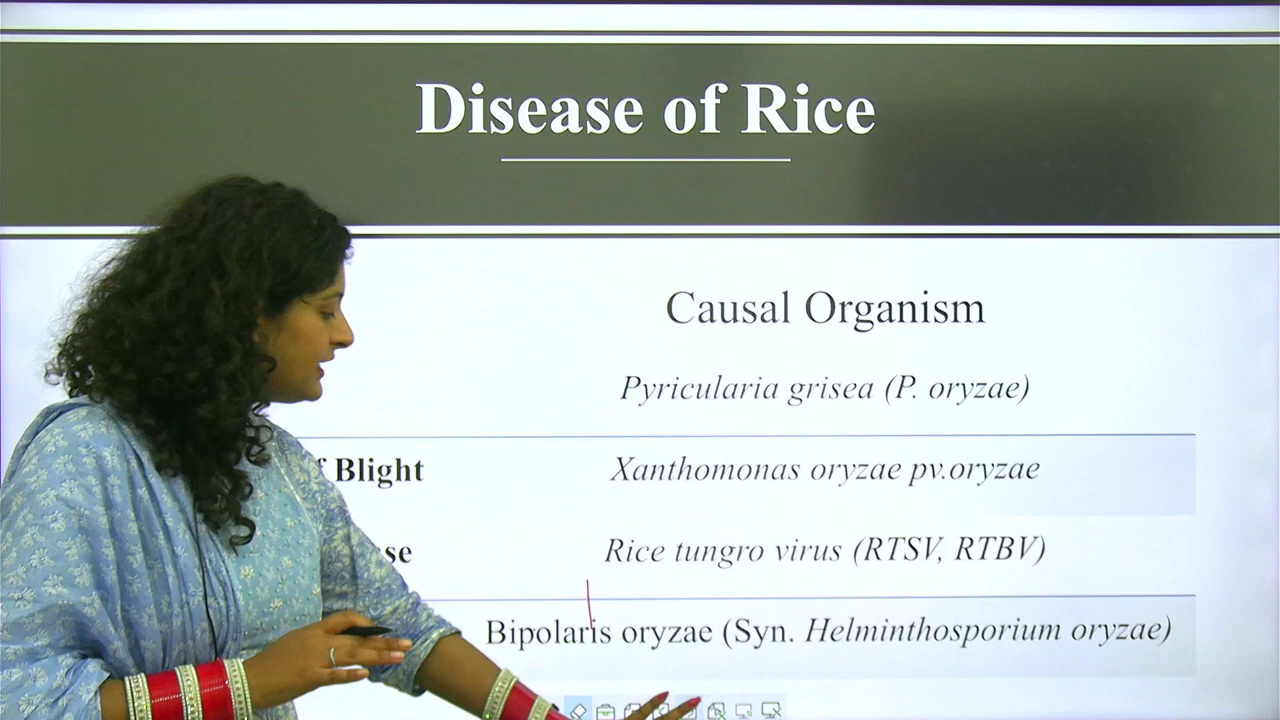 Disease of Rice
Causal Organism
Pyricularia grisea (P. oryzae)
f Blight Xanthomonas oryzae pv.oryzae
se Rice tungro virus (RTSV, RTBV)
Bipolaris oryzae (Syn. Helminthosporium oryzae)